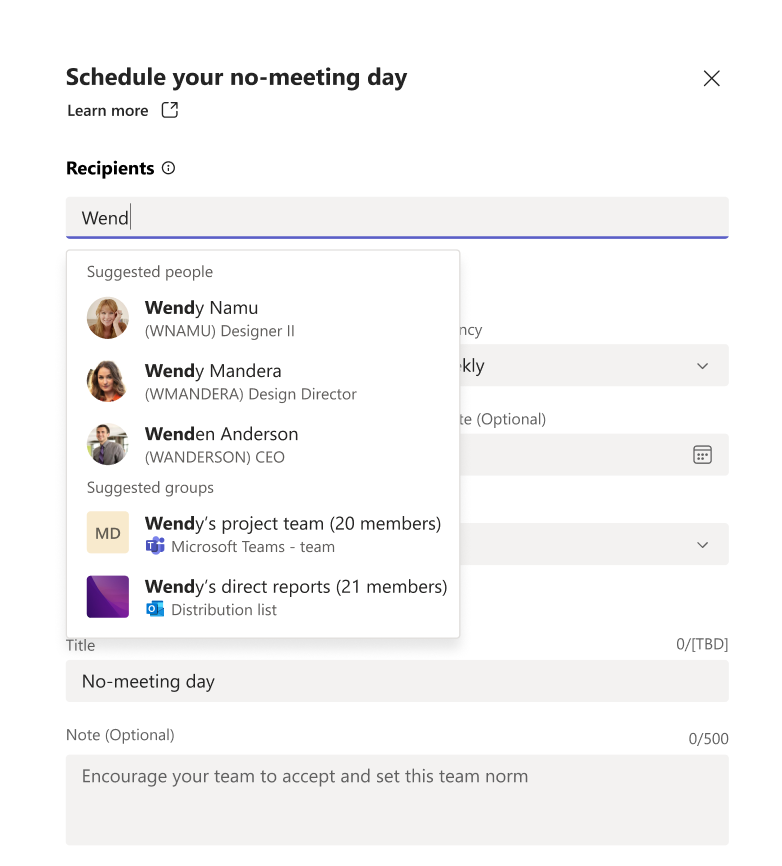 Schedule your no-meeting day
Learn more
Recipients
Wend
Suggested people
Wendy Namu
(WNAMU) Designer II
Wendy Mandera
(WMANDERA) Design Director
Wenden Anderson
(WANDERSON) CEO
Suggested groups
MD
Wendy’s project team (20 members)
Microsoft Teams - team
Wendy’s direct reports (21 members)
Distribution list
ncy
kly
te (Optional)
Title
0/[TBD]
No-meeting day
Note (Optional)
0/500
Encourage your team to accept and set this team norm